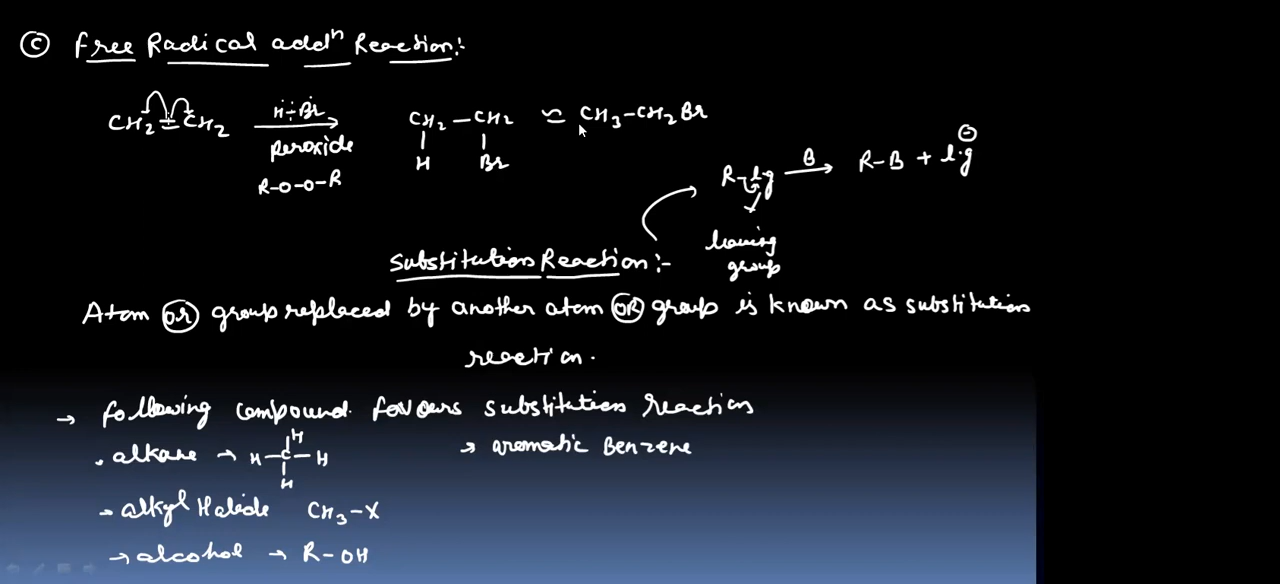 © Free Radical addn Reaction:-
CH2=CH2 H÷Br CH2-CH2 ≃ CH3-CH2Br
peroxide H Br
R-O-O-R
R-l.g B R-B + l.g⊖
leaving
group
Substitution Reaction:-
Atom OR group replaced by another atom OR group is known as substitution
reaction.
→ following compound favours substitution reaction
. alkane → H-C-H → aromatic Benzene
H
H
→ alkyl Halide CH3-X
→ alcohol → R-OH